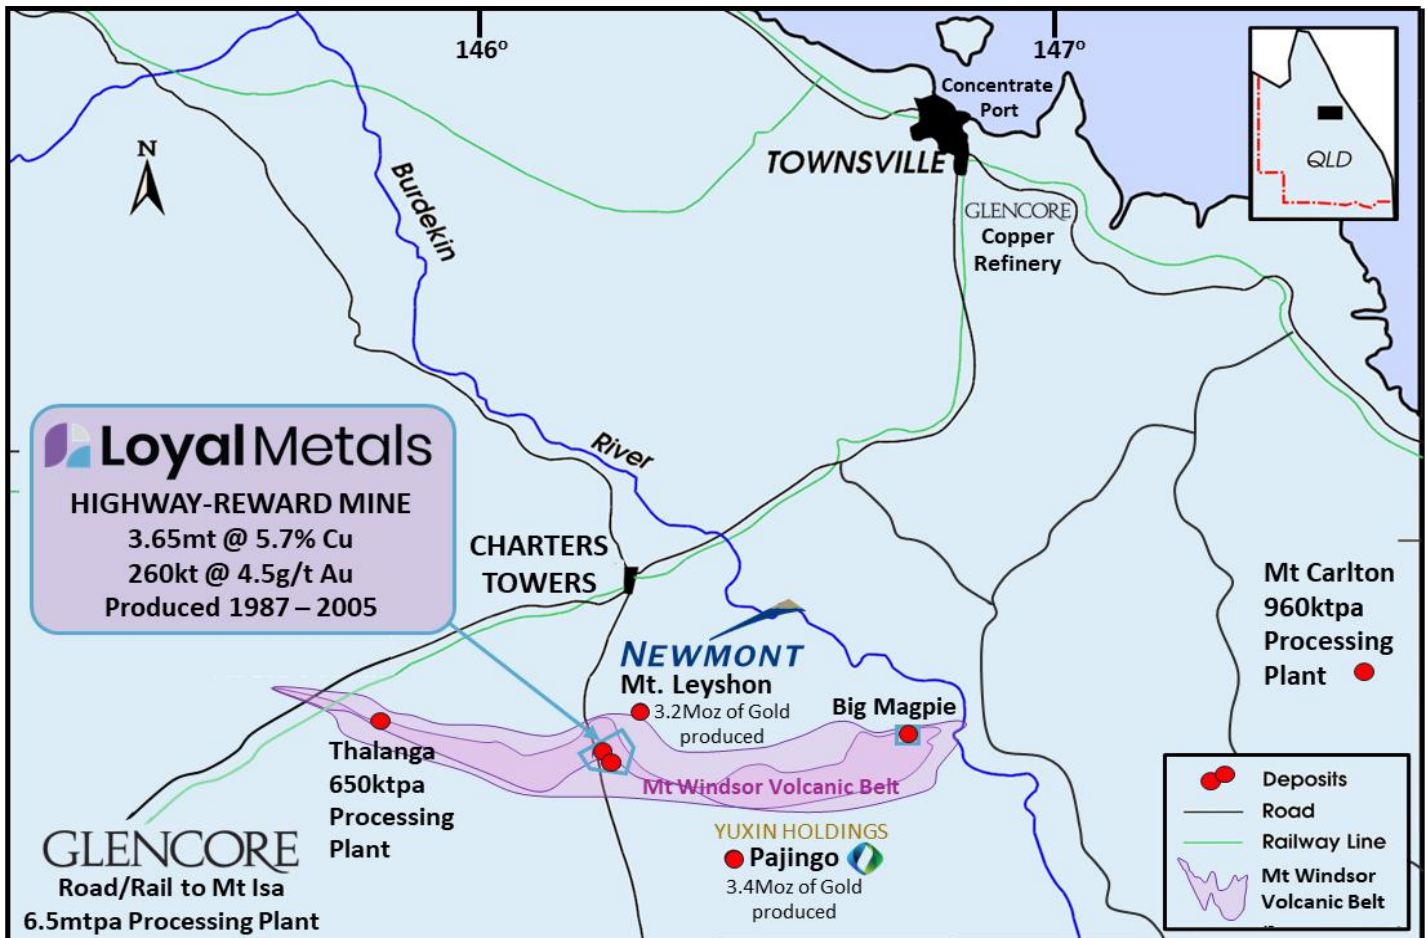 146°
147°
Concentrate
Port
TOWNSVILLE
QLD
N
Burdekin
GLENCORE
Copper
Refinery
Loyal Metals
HIGHWAY-REWARD MINE
3.65mt @ 5.7% Cu
260kt @ 4.5g/t Au
Produced 1987 – 2005
River
CHARTERS
TOWERS
Mt Carlton
960ktpa
Processing
Plant
NEWMONT
Mt. Leyshon
3.2Moz of Gold
produced
Big Magpie
Thalanga
650ktpa
Processing
Plant
Mt Windsor Volcanic Belt
GLENCORE
Road/Rail to Mt Isa
6.5mtpa Processing Plant
YUXIN HOLDINGS
Pajingo
3.4Moz of Gold
produced
Deposits
Road
Railway Line
Mt Windsor
Volcanic Belt